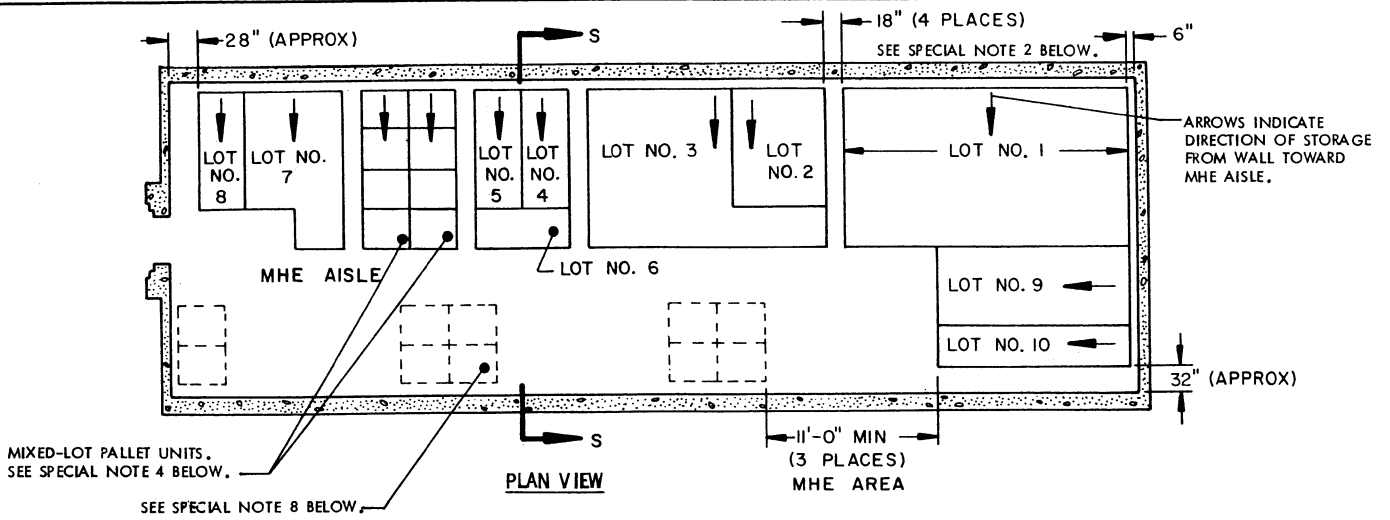 28" (APPROX)
S
18" (4 PLACES)
SEE SPECIAL NOTE 2 BELOW.
6"
ARROWS INDICATE
DIRECTION OF STORAGE
FROM WALL TOWARD
MHE AISLE.
LOT
NO.
8
LOT NO.
7
LOT
NO.
5
LOT
NO.
4
LOT NO. 3
LOT
NO. 2
LOT NO. 1
MHE AISLE
LOT NO. 6
LOT NO. 9
LOT NO. 10
32" (APPROX)
MIXED-LOT PALLET UNITS.
SEE SPECIAL NOTE 4 BELOW.
SEE SPECIAL NOTE 8 BELOW.
S
PLAN VIEW
11'-0" MIN
(3 PLACES)
MHE AREA